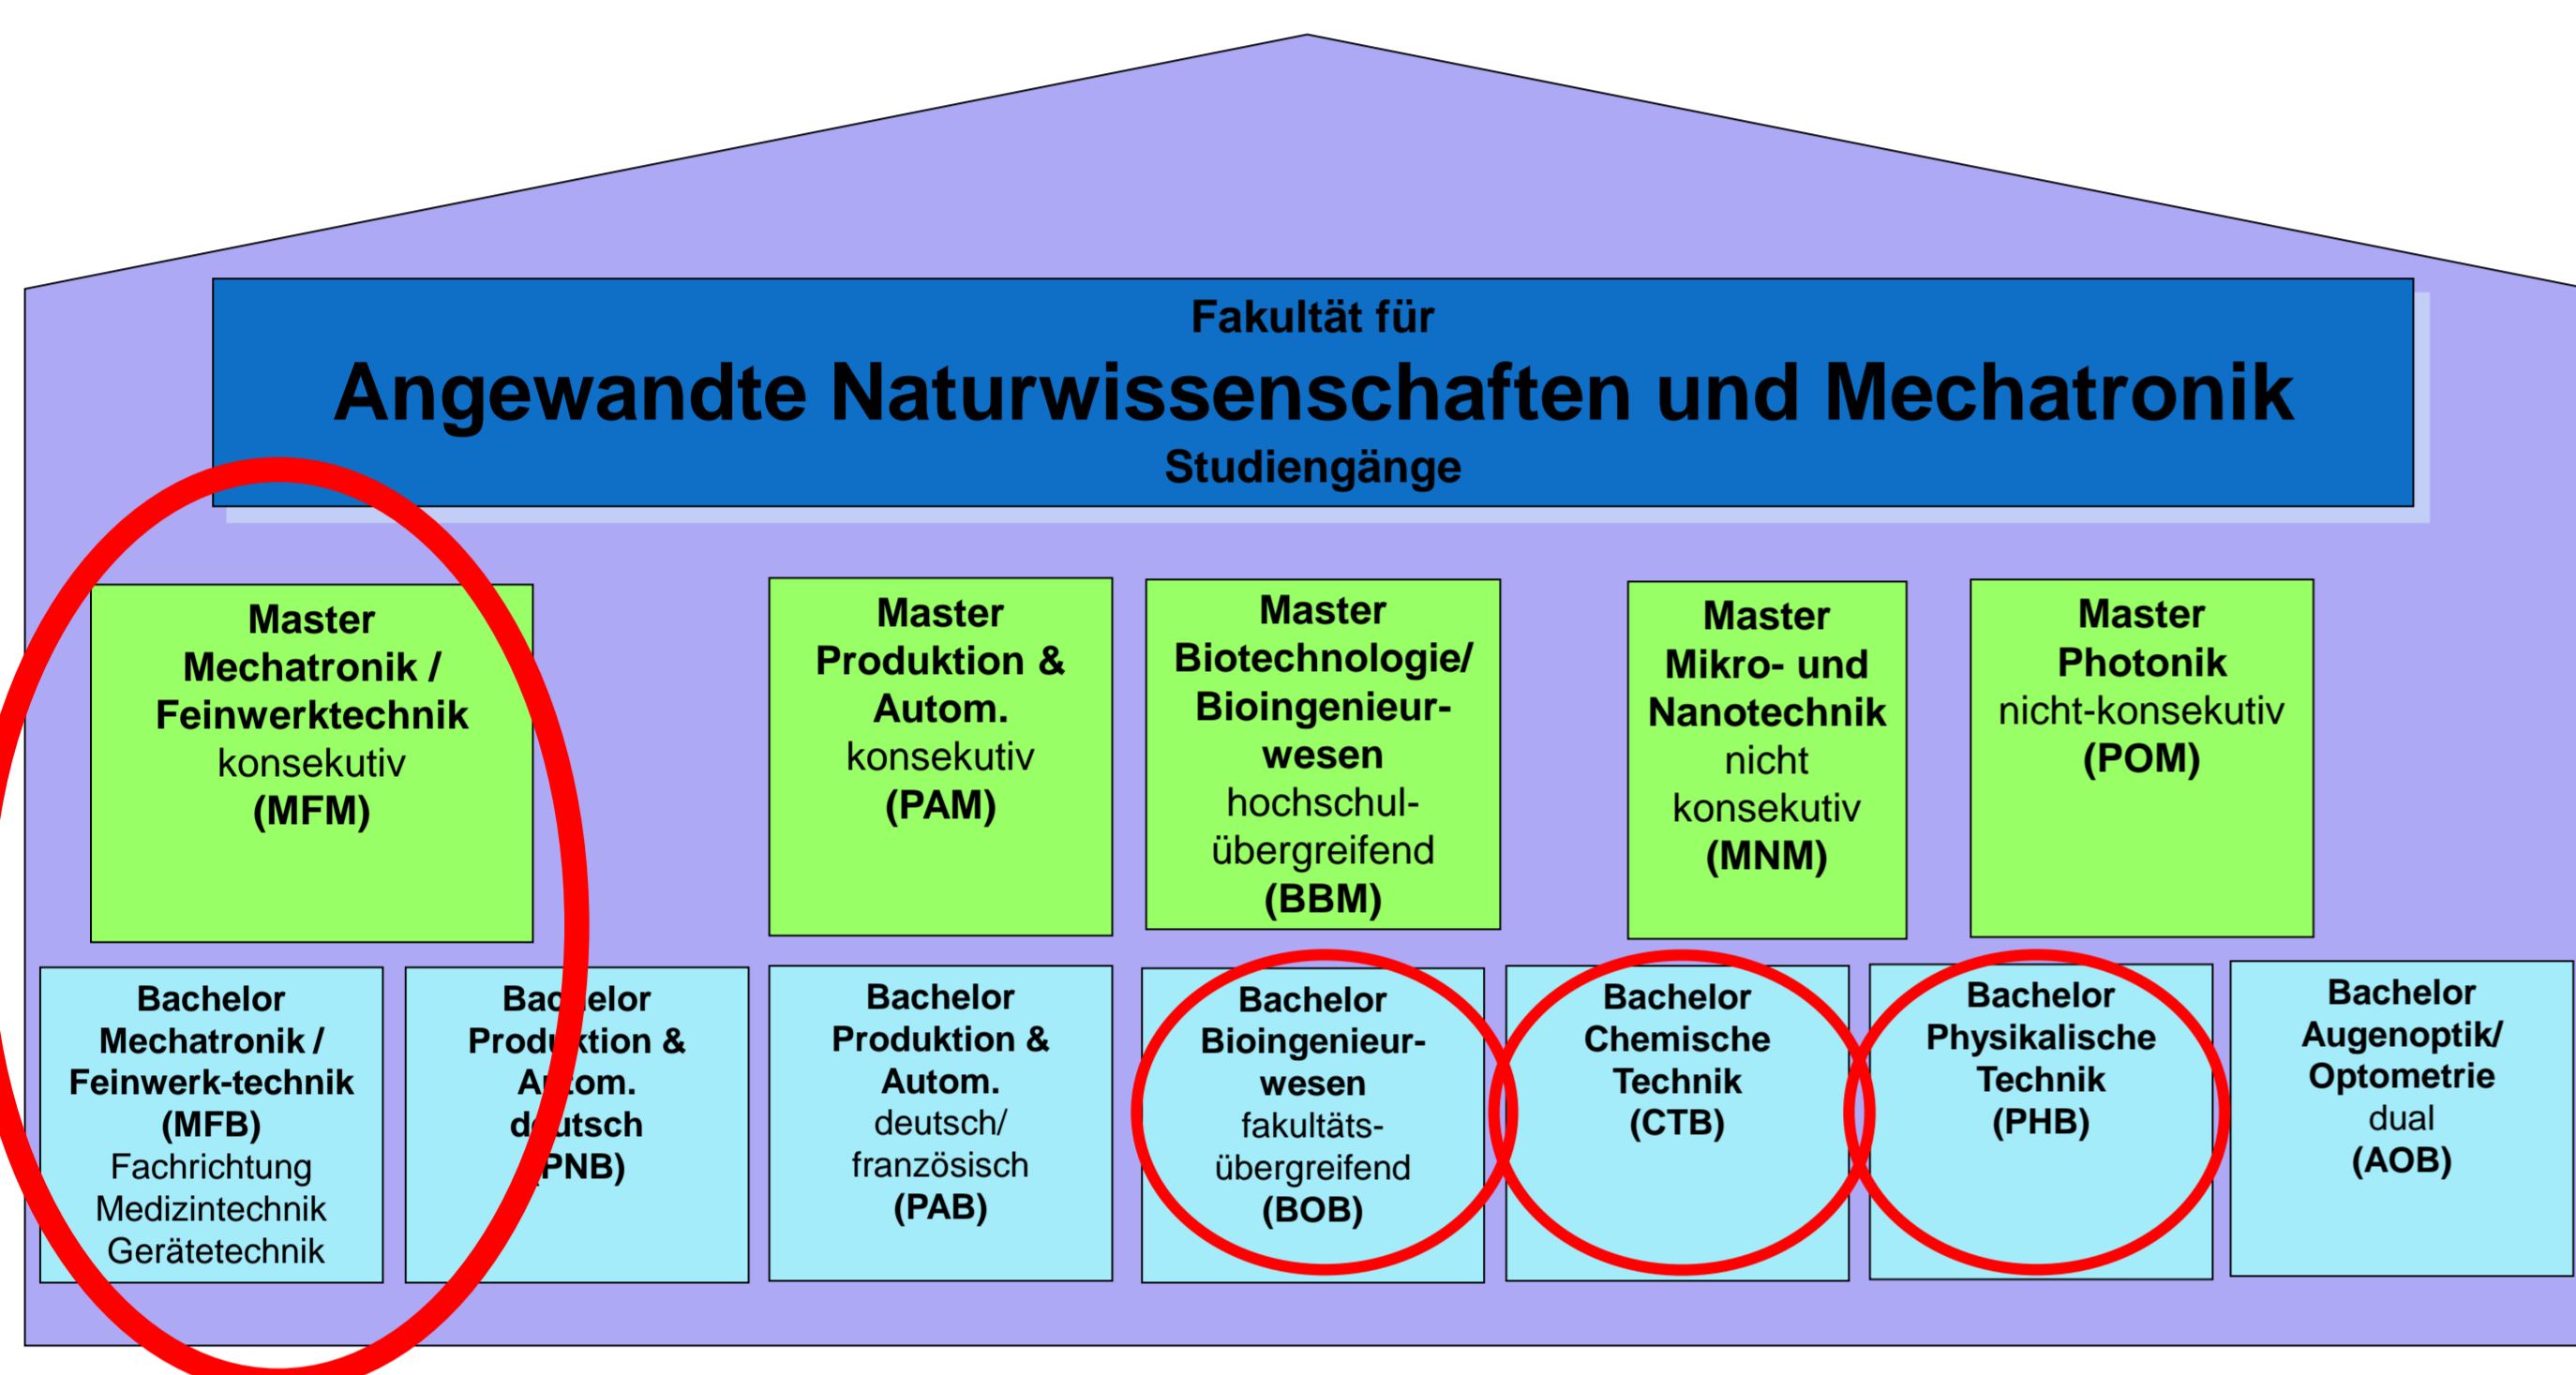 Fakultät für
Angewandte Naturwissenschaften und Mechatronik
Studiengänge
Master
Mechatronik /
Feinwerktechnik
konsekutiv
(MFM)
Master
Produktion &
Autom.
konsekutiv
(PAM)
Master
Biotechnologie/
Bioingenieur-
wesen
hochschul-
übergreifend
(BBM)
Master
Mikro- und
Nanotechnik
nicht
konsekutiv
(MNM)
Master
Photonik
nicht-konsekutiv
(POM)
Bachelor
Mechatronik /
Feinwerk-technik
(MFB)
Fachrichtung
Medizintechnik
Gerätetechnik
Bachelor
Produktion &
Autom.
deutsch
(PNB)
Bachelor
Produktion &
Autom.
deutsch/
französisch
(PAB)
Bachelor
Bioingenieur-
wesen
fakultäts-
übergreifend
(BOB)
Bachelor
Chemische
Technik
(CTB)
Bachelor
Physikalische
Technik
(PHB)
Bachelor
Augenoptik/
Optometrie
dual
(AOB)